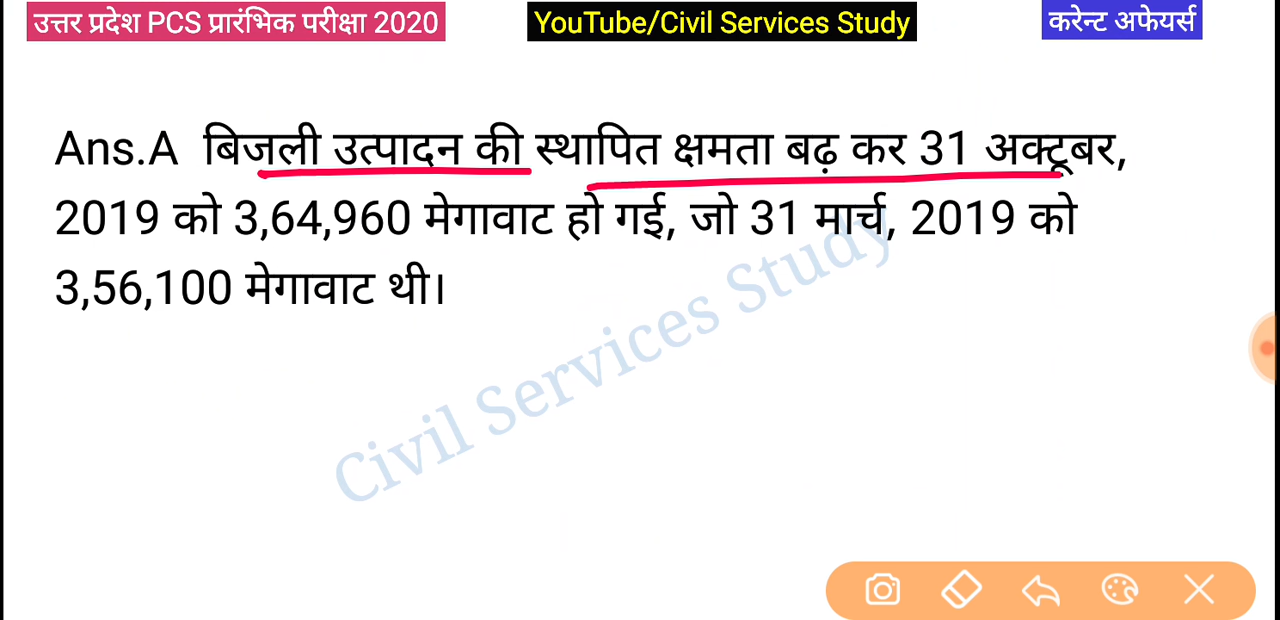 उत्तर प्रदेश PCS प्रारंभिक परीक्षा 2020
YouTube/Civil Services Study
करेन्ट अफेयर्स
Ans.A बिजली उत्पादन की स्थापित क्षमता बढ़ कर 31 अक्टूबर,
2019 को 3,64,960 मेगावाट हो गई, जो 31 मार्च, 2019 को
3,56,100 मेगावाट थी।
Civil Services Study